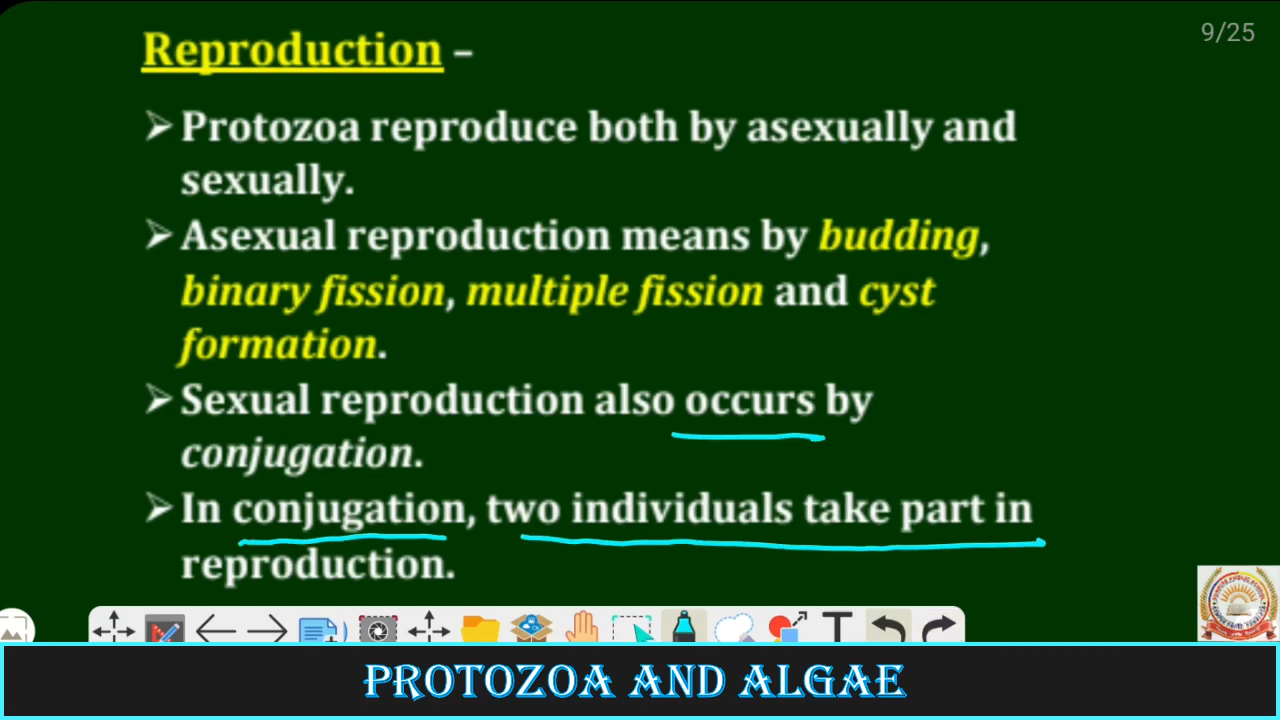 Reproduction –
9/25
➢ Protozoa reproduce both by asexually and
sexually.
➢ Asexual reproduction means by budding,
binary fission, multiple fission and cyst
formation.
➢ Sexual reproduction also occurs by
conjugation.
➢ In conjugation, two individuals take part in
reproduction.
T
PROTOZOA AND ALGAE